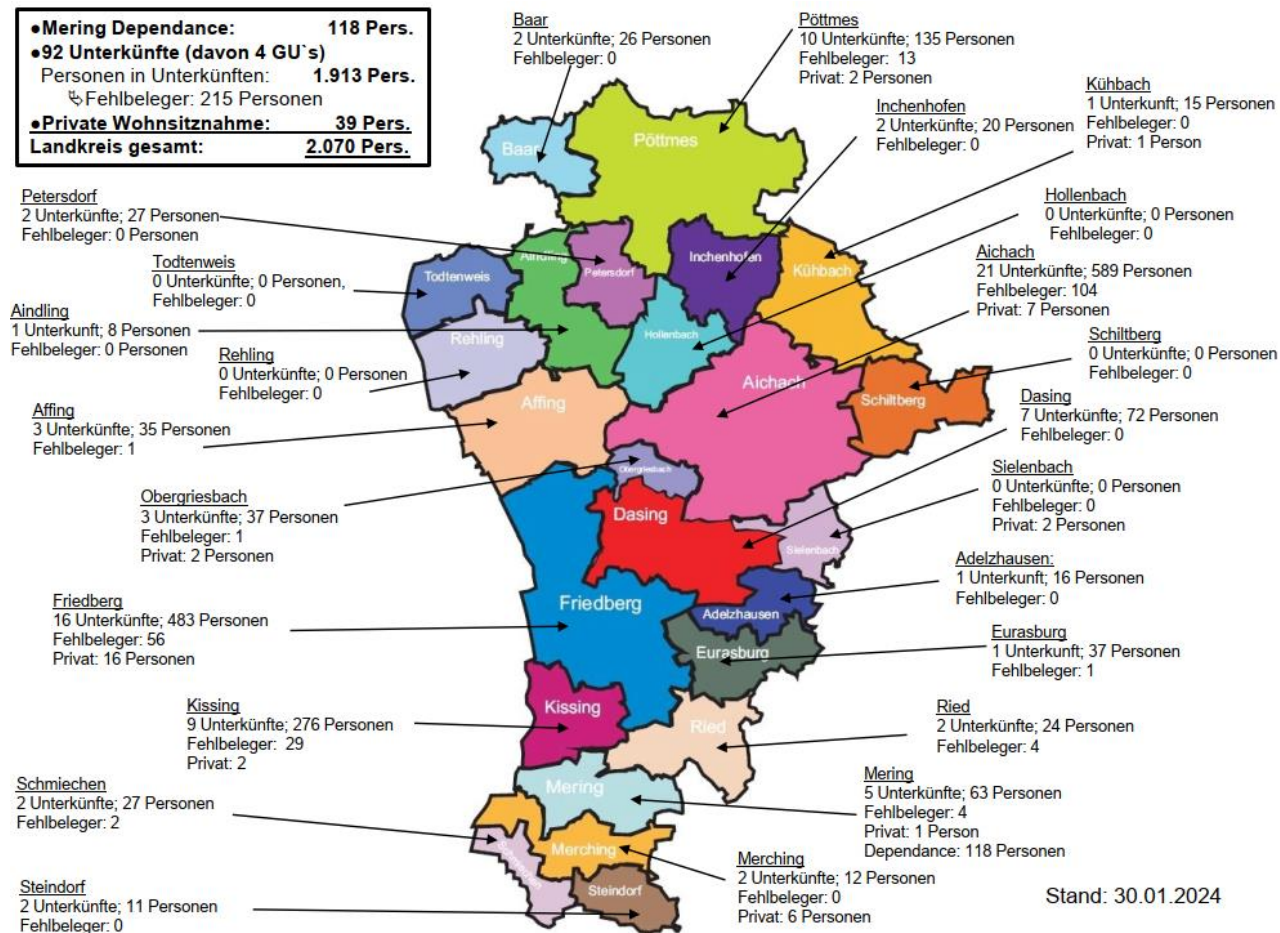 ●Mering Dependance: 118 Pers.
●92 Unterkünfte (davon 4 GU`s)
Personen in Unterkünften: 1.913 Pers.
↳Fehlbeleger: 215 Personen
●Private Wohnsitznahme: 39 Pers.
Landkreis gesamt: 2.070 Pers.
Baar
2 Unterkünfte; 26 Personen
Fehlbeleger: 0
Pöttmes
10 Unterkünfte; 135 Personen
Fehlbeleger: 13
Privat: 2 Personen
Kühbach
1 Unterkunft; 15 Personen
Fehlbeleger: 0
Privat: 1 Person
Inchenhofen
2 Unterkünfte; 20 Personen
Fehlbeleger: 0
Petersdorf
2 Unterkünfte; 27 Personen
Fehlbeleger: 0 Personen
Hollenbach
0 Unterkünfte; 0 Personen
Fehlbeleger: 0
Todtenweis
0 Unterkünfte; 0 Personen,
Fehlbeleger: 0
Aichach
21 Unterkünfte; 589 Personen
Fehlbeleger: 104
Privat: 7 Personen
Aindling
1 Unterkunft; 8 Personen
Fehlbeleger: 0 Personen
Rehling
0 Unterkünfte; 0 Personen
Fehlbeleger: 0
Schiltberg
0 Unterkünfte; 0 Personen
Fehlbeleger: 0
Affing
3 Unterkünfte; 35 Personen
Fehlbeleger: 1
Dasing
7 Unterkünfte; 72 Personen
Fehlbeleger: 0
Obergriesbach
3 Unterkünfte; 37 Personen
Fehlbeleger: 1
Privat: 2 Personen
Sielenbach
0 Unterkünfte; 0 Personen
Fehlbeleger: 0
Privat: 2 Personen
Adelzhausen:
1 Unterkunft; 16 Personen
Fehlbeleger: 0
Friedberg
16 Unterkünfte; 483 Personen
Fehlbeleger: 56
Privat: 16 Personen
Eurasburg
1 Unterkunft; 37 Personen
Fehlbeleger: 1
Kissing
9 Unterkünfte; 276 Personen
Fehlbeleger: 29
Privat: 2
Ried
2 Unterkünfte; 24 Personen
Fehlbeleger: 4
Schmiechen
2 Unterkünfte; 27 Personen
Fehlbeleger: 2
Mering
5 Unterkünfte; 63 Personen
Fehlbeleger: 4
Privat: 1 Person
Dependance: 118 Personen
Merching
2 Unterkünfte; 12 Personen
Fehlbeleger: 0
Privat: 6 Personen
Steindorf
2 Unterkünfte; 11 Personen
Fehlbeleger: 0
Stand: 30.01.2024
Baar
Pöttmes
Aindling
Petersdorf
Inchenhofen
Kühbach
Todtenweis
Rehling
Hollenbach
Aichach
Schiltberg
Affing
Obergriesbach
Dasing
Sielenbach
Friedberg
Adelzhausen
Eurasburg
Kissing
Ried
Mering
Merching
Schmiechen
Steindorf